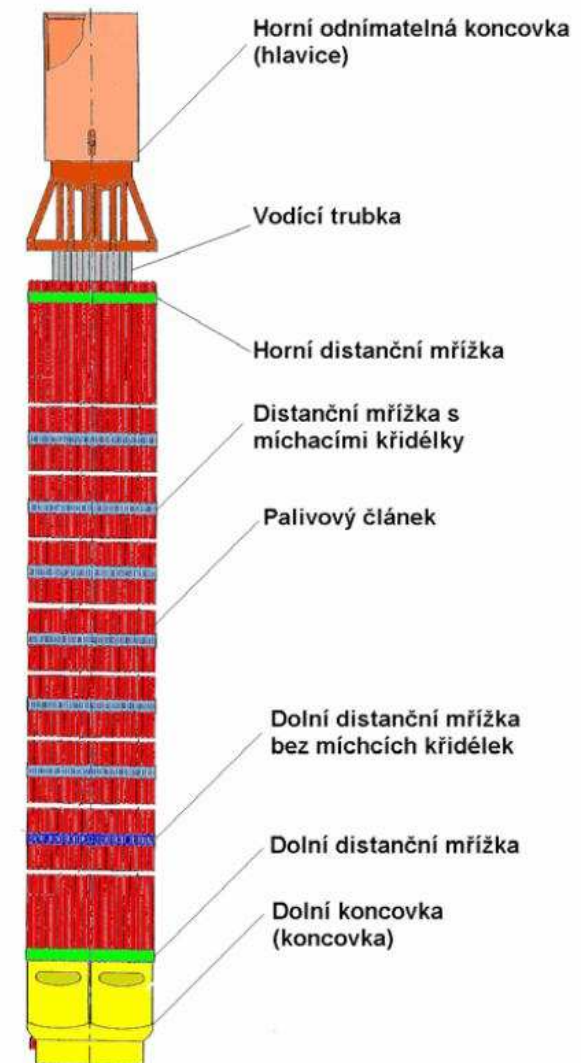 Horní odnímatelná koncovka
(hlavice)
Vodící trubka
Horní distanční mřížka
Distanční mřížka s
míchacími křidélky
Palivový článek
Dolní distanční mřížka
bez míchcích křidélek
Dolní distanční mřížka
Dolní koncovka
(koncovka)